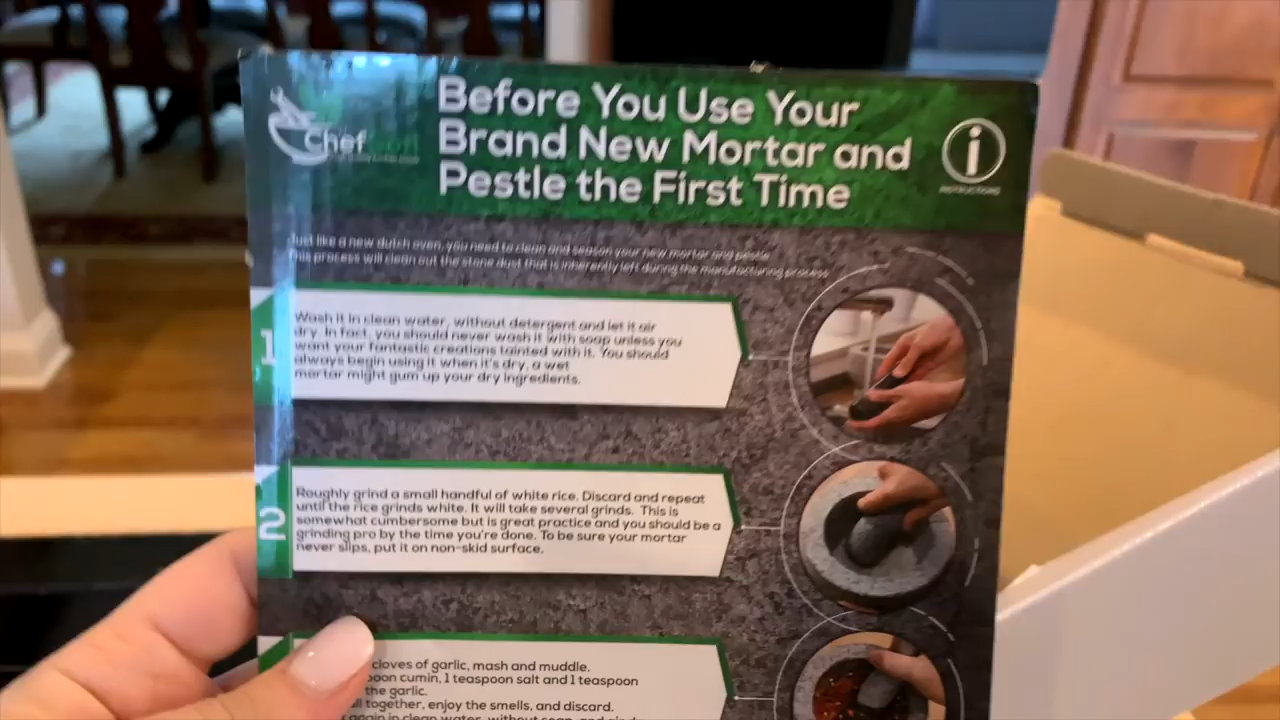 Chef
Before You Use Your
Brand New Mortar and
Pestle the First Time
INSTRUCTIONS
Just like a new dutch oven, you need to clean and season your new mortar and pestle
This process will clean out the stone dust that is inherently left during the manufacturing process
1
Wash it in clean water, without detergent and let it air
dry. In fact, you should never wash it with soap unless you
want your fantastic creations tainted with it. You should
always begin using it when it's dry, a wet
mortar might gum up your dry ingredients.
2
Roughly grind a small handful of white rice. Discard and repeat
until the rice grinds white. It will take several grinds. This is
somewhat cumbersome but is great practice and you should be a
grinding pro by the time you're done. To be sure your mortar
never slips, put it on non-skid surface.
cloves of garlic, mash and muddle.
cumin, 1 teaspoon salt and 1 teaspoon
the garlic.
together, enjoy the smells, and discard.
again in clean water, without soap, and